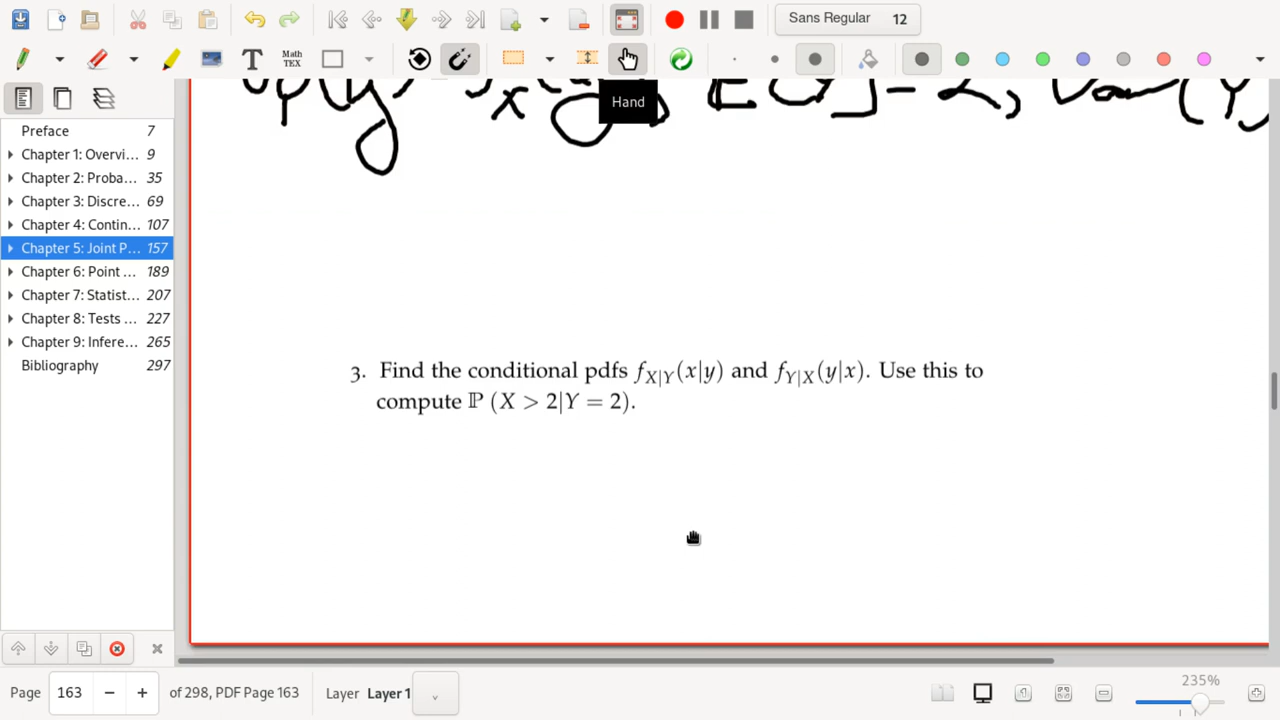 Sans Regular 12
Math
TEX
Hand
Preface 7
Chapter 1: Overvi... 9
Chapter 2: Proba... 35
Chapter 3: Discre... 69
Chapter 4: Contin... 107
Chapter 5: Joint P... 157
Chapter 6: Point ... 189
Chapter 7: Statist... 207
Chapter 8: Tests ... 227
Chapter 9: Infere... 265
Bibliography 297
3. Find the conditional pdfs f_{X|Y}(x|y) and f_{Y|X}(y|x). Use this to
compute ℙ (X > 2|Y = 2).
Page 163 of 298, PDF Page 163 Layer Layer 1
235%